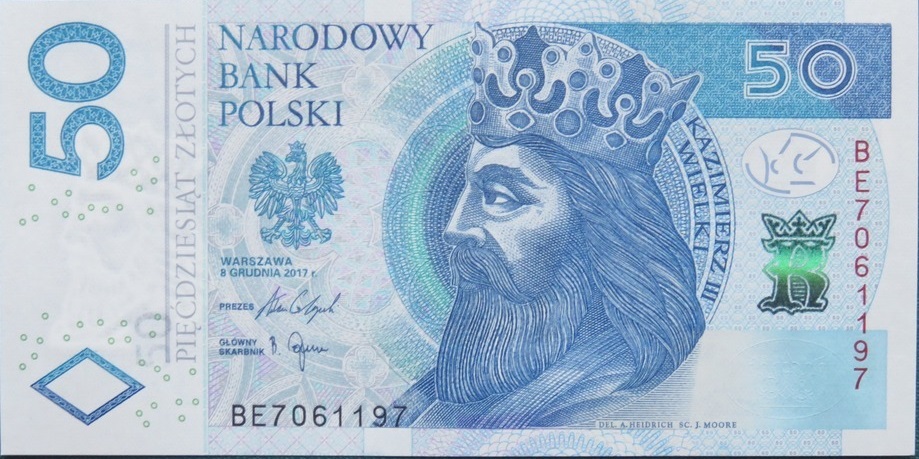 50
PIĘĆDZIESIĄT ZŁOTYCH
NARODOWY
BANK
POLSKI
WARSZAWA
8 GRUDNIA 2017 r.
PREZES
GŁÓWNY
SKARBNIK
BE7061197
KAZIMIERZ III
WIELKI
50
BE7061197
DEL. A. HEIDRICH SC. J. MOORE